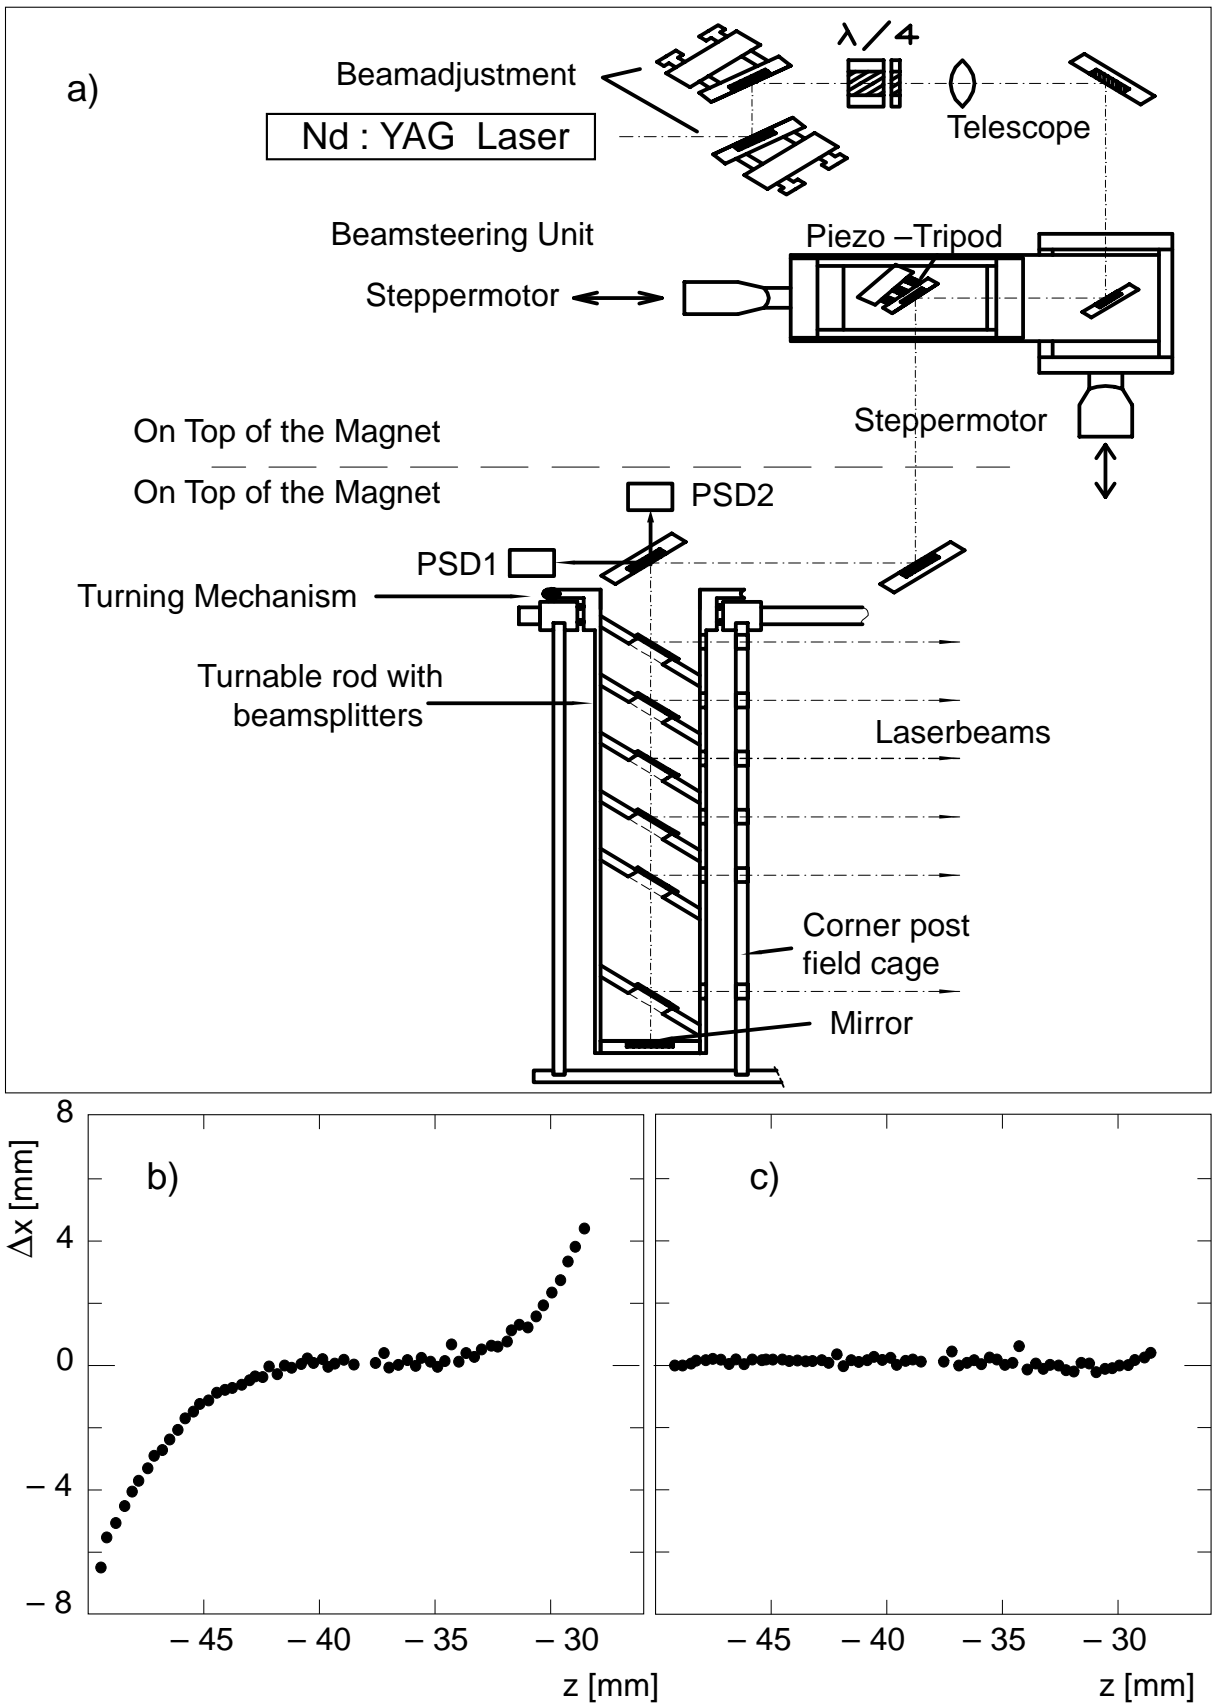 a)
λ/4
Beamadjustment
Nd : YAG Laser
Telescope
Beamsteering Unit
Piezo –Tripod
Steppermotor
Steppermotor
On Top of the Magnet
On Top of the Magnet
PSD2
PSD1
Turning Mechanism
Turnable rod with
beamsplitters
Laserbeams
Corner post
field cage
Mirror
b)
c)
Δx [mm]
8
4
0
– 4
– 8
– 45 – 40 – 35 – 30
– 45 – 40 – 35 – 30
z [mm]
z [mm]